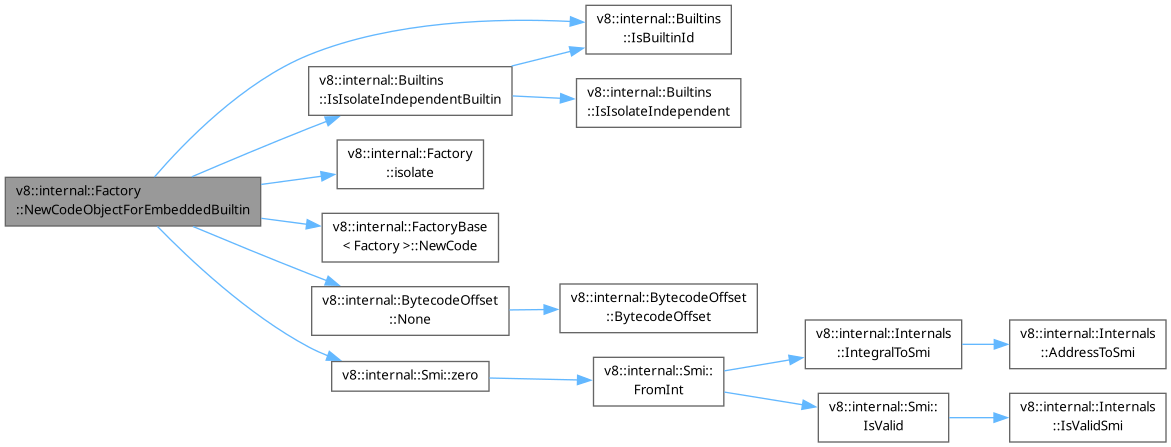 v8::internal::Factory
::NewCodeObjectForEmbeddedBuiltin
v8::internal::Builtins
::IsBuiltinId
v8::internal::Builtins
::IsIsolateIndependentBuiltin
v8::internal::Builtins
::IsIsolateIndependent
v8::internal::Factory
::isolate
v8::internal::FactoryBase
< Factory >::NewCode
v8::internal::BytecodeOffset
::None
v8::internal::BytecodeOffset
::BytecodeOffset
v8::internal::Smi::zero
v8::internal::Smi::
FromInt
v8::internal::Internals
::IntegralToSmi
v8::internal::Internals
::AddressToSmi
v8::internal::Smi::
IsValid
v8::internal::Internals
::IsValidSmi